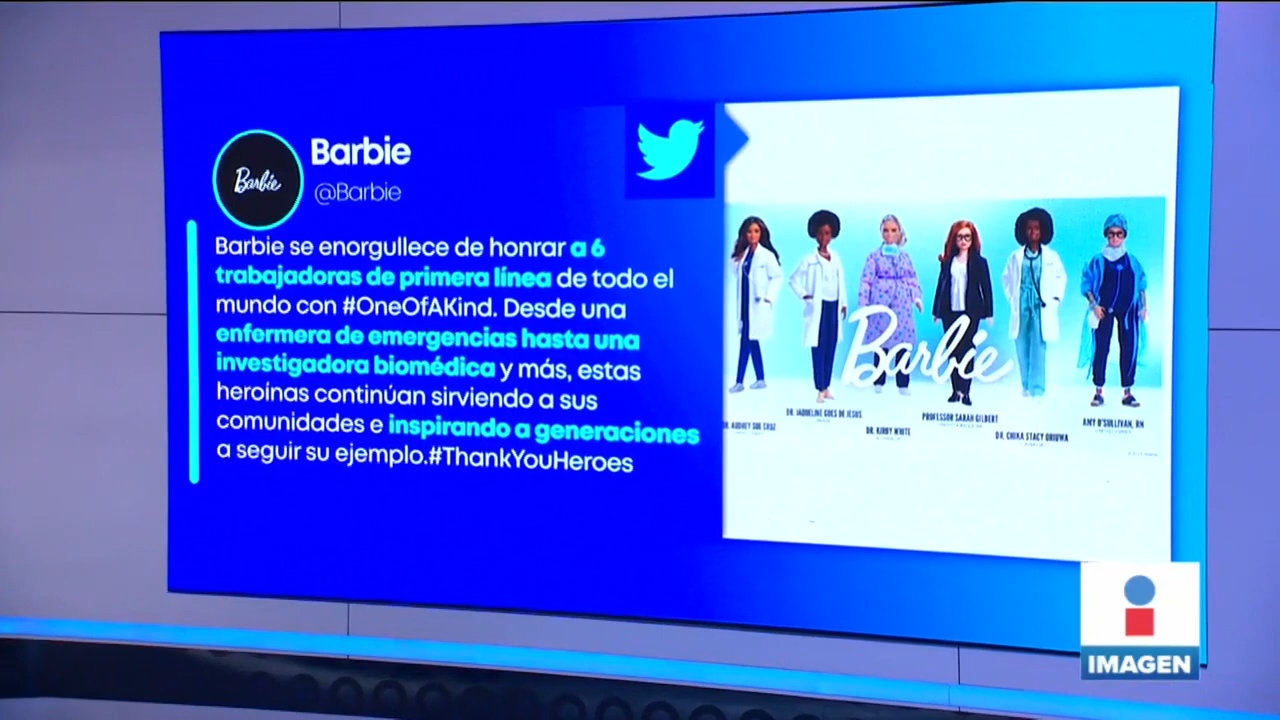 Barbie
Barbie
@Barbie
Barbie se enorgullece de honrar a 6
trabajadoras de primera línea de todo el
mundo con #OneOfAKind. Desde una
enfermera de emergencias hasta una
investigadora biomédica y más, estas
heroínas continúan sirviendo a sus
comunidades e inspirando a generaciones
a seguir su ejemplo.#ThankYouHeroes
Barbie
DR. AUDREY SUE CRUZ
DR. JAQUELINE GOES DE JESUS
DR. KIRBY WHITE
PROFESSOR SARAH GILBERT
DR. CHIKA STACY ORIUWA
AMY O'SULLIVAN, RN
IMAGEN